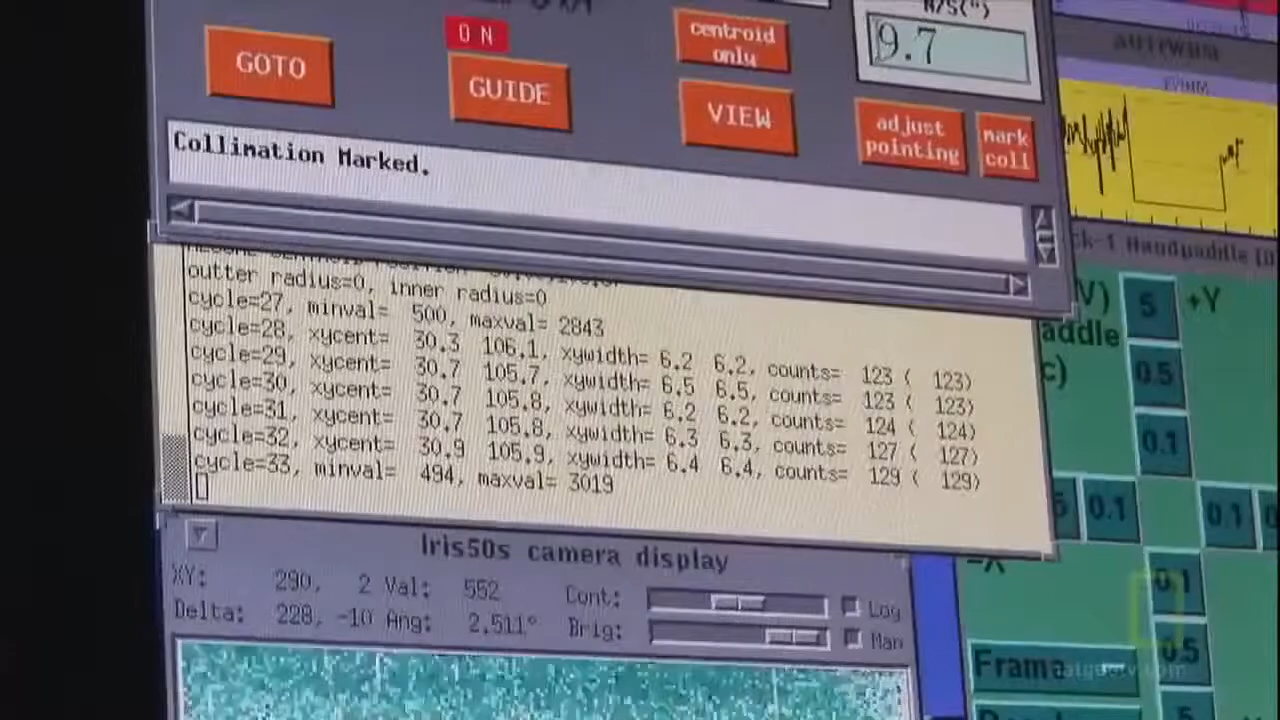 ON
centroid
only
9.7
GOTO
GUIDE
VIEW
adjust
pointing
mark
coll
Collimation Marked.
outter radius=0, inner radius=0
cycle=27, minval= 500, maxval= 2843
cycle=28, xycent= 30.3 106.1, xywidth= 6.2 6.2, counts= 123 ( 123)
cycle=29, xycent= 30.7 105.7, xywidth= 6.5 6.5, counts= 123 ( 123)
cycle=30, xycent= 30.7 105.8, xywidth= 6.2 6.2, counts= 124 ( 124)
cycle=31, xycent= 30.7 105.8, xywidth= 6.3 6.3, counts= 127 ( 127)
cycle=32, xycent= 30.9 105.9, xywidth= 6.4 6.4, counts= 129 ( 129)
cycle=33, minval= 494, maxval= 3019
Iris50s camera display
XY: 290, 2 Val: 552 Cont: Log
Delta: 228, -10 Ang: 2.511° Brig: Man
ck-1 Handpaddle
V) 5 +Y
addle
c) 0.5
0.1
0.1 0.1
-X
0.1
0.5
Frame